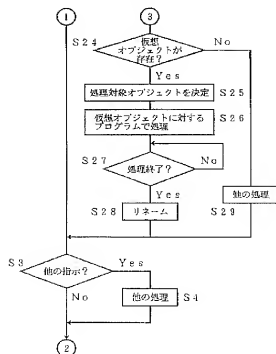 ① ③
S24
仮想
オブジェクトが
存在?
No
Yes
処理対象オブジェクトを決定
S25
仮想オブジェクトに対する
プログラムで処理
S26
S27
処理終了?
No
Yes
S28
リネーム
他の処理
S29
S3
他の指示?
Yes
No
他の処理
S4
②